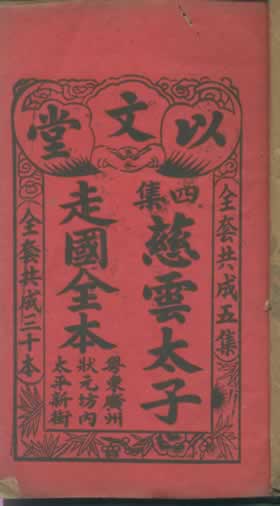 以文堂
全套共成五集
四集
慈雲太子
走國全本
粵東廣州
狀元坊內
太平新街
全套共成三十本